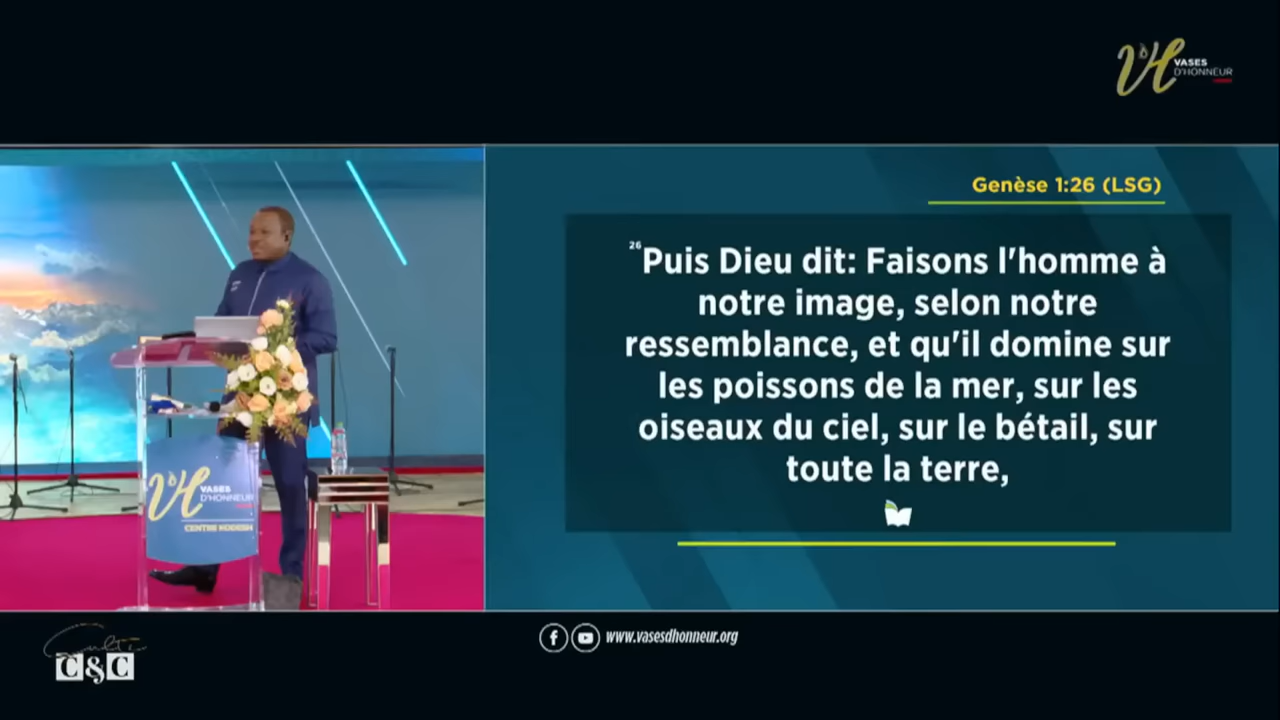 VASES
D'HONNEUR
Genèse 1:26 (LSG)
26 Puis Dieu dit: Faisons l'homme à
notre image, selon notre
ressemblance, et qu'il domine sur
les poissons de la mer, sur les
oiseaux du ciel, sur le bétail, sur
toute la terre,
VH
VASES
D'HONNEUR
Culte
C&C
www.vasesdhonneur.org